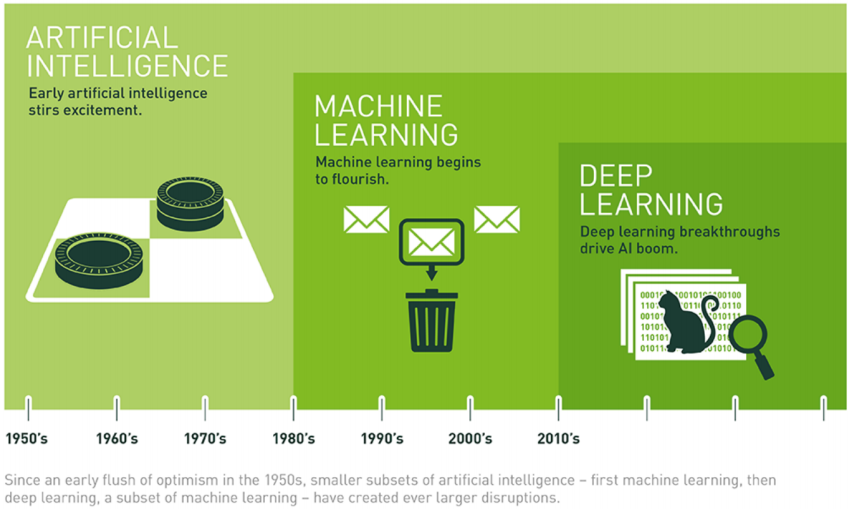 ARTIFICIAL
INTELLIGENCE
Early artificial intelligence
stirs excitement.
MACHINE
LEARNING
Machine learning begins
to flourish.
DEEP
LEARNING
Deep learning breakthroughs
drive AI boom.
1950's
1960's
1970's
1980's
1990's
2000's
2010's
Since an early flush of optimism in the 1950s, smaller subsets of artificial intelligence – first machine learning, then
deep learning, a subset of machine learning – have created ever larger disruptions.